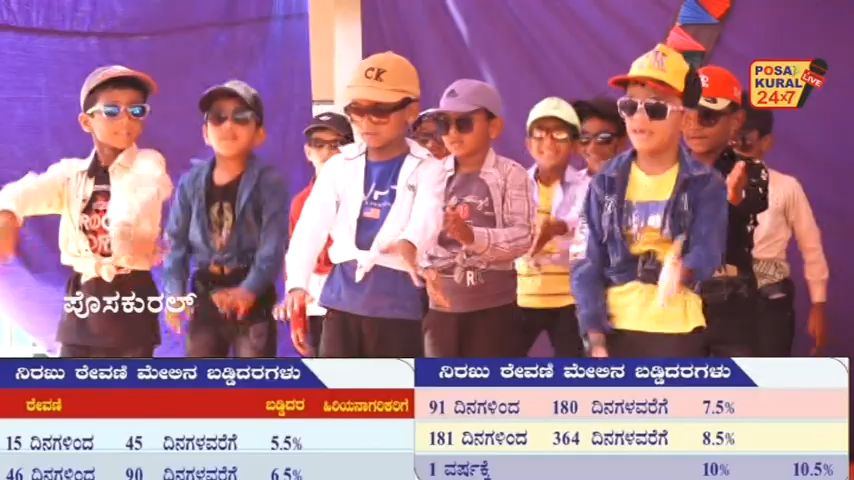 POSA
KURAL
24x7
LIVE
CK
ಪೊಸಕುರಲ್
ನಿರಖು ಠೇವಣಿ ಮೇಲಿನ ಬಡ್ಡಿದರಗಳು
ಠೇವಣಿ ಬಡ್ಡಿದರ ಹಿರಿಯನಾಗರಿಕರಿಗೆ
15 ದಿನಗಳಿಂದ 45 ದಿನಗಳವರೆಗೆ 5.5%
46 ದಿನಗಳಿಂದ 90 ದಿನಗಳವರೆಗೆ 6.5%
ನಿರಖು ಠೇವಣಿ ಮೇಲಿನ ಬಡ್ಡಿದರಗಳು
91 ದಿನಗಳಿಂದ 180 ದಿನಗಳವರೆಗೆ 7.5%
181 ದಿನಗಳಿಂದ 364 ದಿನಗಳವರೆಗೆ 8.5%
1 ವರ್ಷಕ್ಕೆ 10% 10.5%